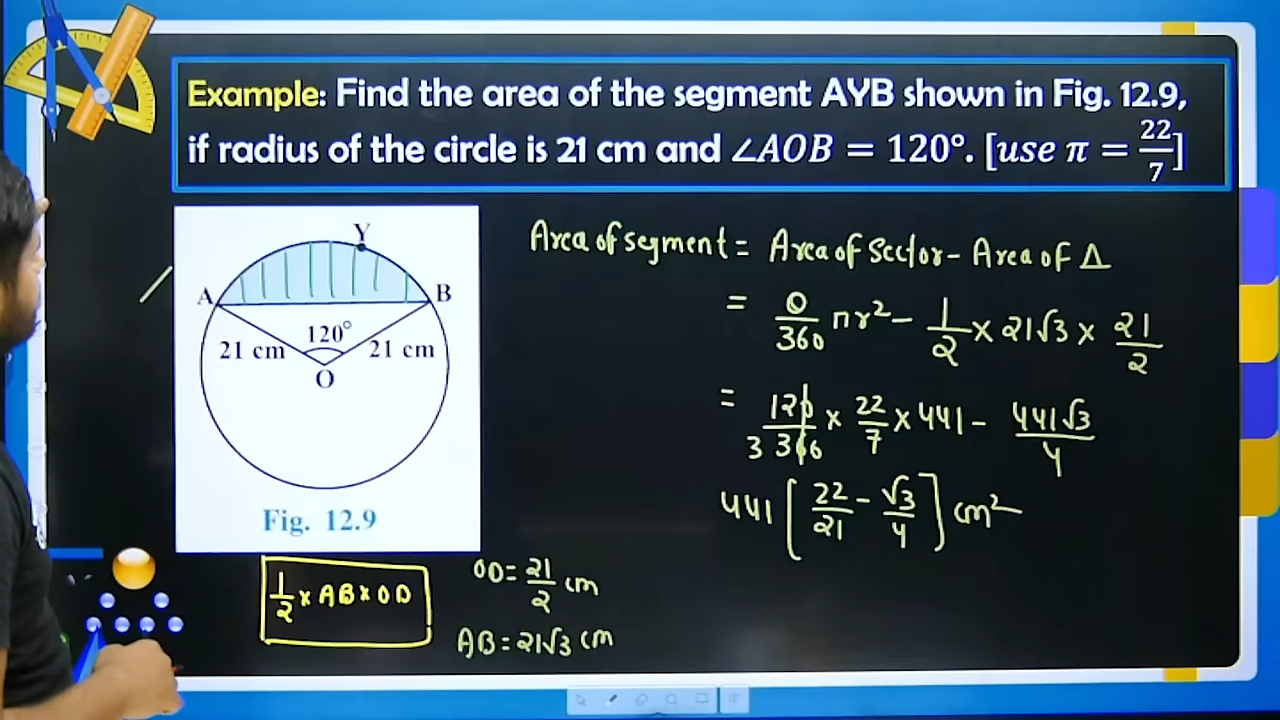 Example: Find the area of the segment AYB shown in Fig. 12.9,
if radius of the circle is 21 cm and ∠AOB = 120°. [use π = 22/7]
Y
A B
120°
21 cm 21 cm
O
Fig. 12.9
Area of segment = Area of Sector - Area of Δ
= θ/360 πr² - 1/2 × 21√3 × 21/2
= 120/360 3 × 22/7 × 441 - 441√3/4
441 [22/21 - √3/4] cm²
1/2 × AB × OD
OD = 21/2 cm
AB = 21√3 cm